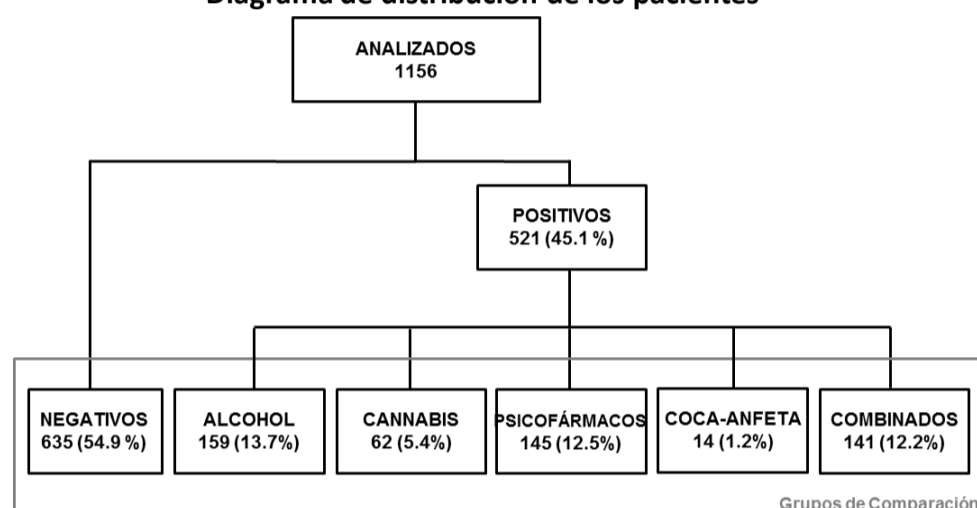 Diagrama de distribución de los pacientes
ANALIZADOS
1156
POSITIVOS
521 (45.1 %)
NEGATIVOS
635 (54.9 %)
ALCOHOL
159 (13.7%)
CANNABIS
62 (5.4%)
PSICOFÁRMACOS
145 (12.5%)
COCA-ANFETA
14 (1.2%)
COMBINADOS
141 (12.2%)
Grupos de Comparación